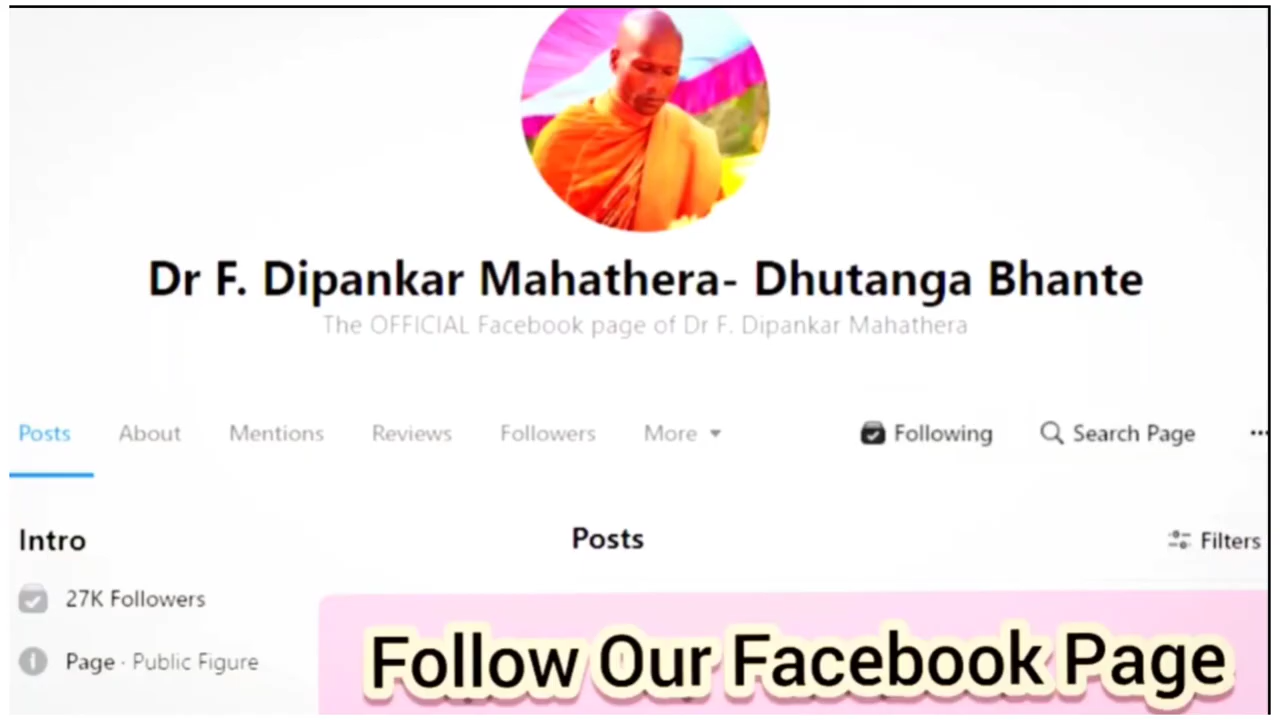 Dr F. Dipankar Mahathera- Dhutanga Bhante
The OFFICIAL Facebook page of Dr F. Dipankar Mahathera
Posts About Mentions Reviews Followers More Following Search Page
Intro
Posts
Filters
27K Followers
Page · Public Figure
Follow Our Facebook Page